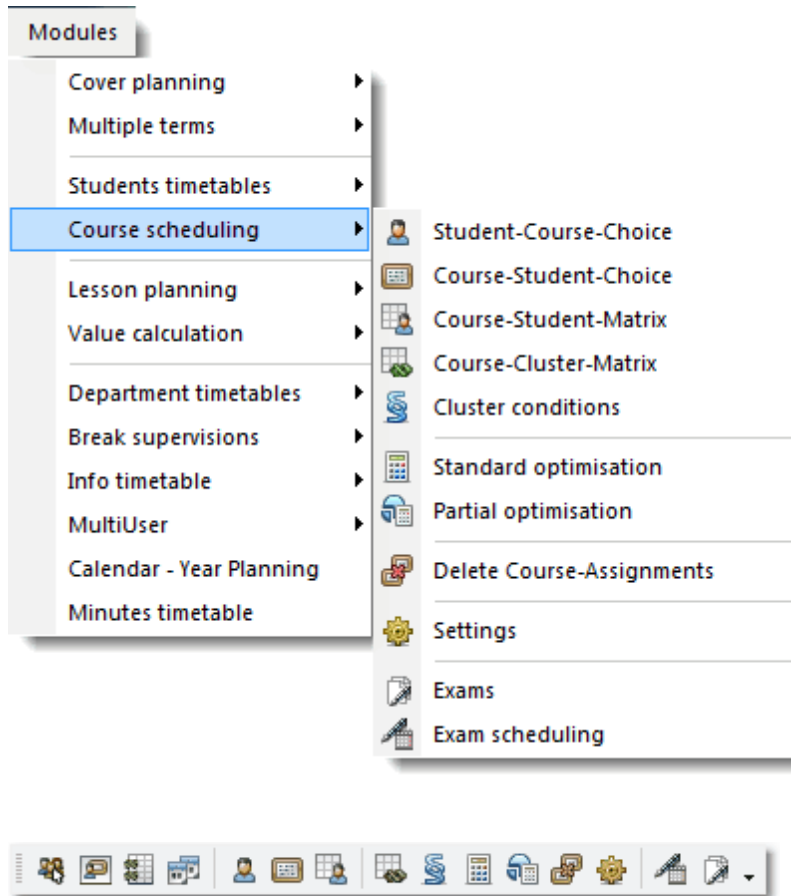 Modules
Cover planning
Multiple terms
Students timetables
Course scheduling
Lesson planning
Value calculation
Department timetables
Break supervisions
Info timetable
MultiUser
Calendar - Year Planning
Minutes timetable
Student-Course-Choice
Course-Student-Choice
Course-Student-Matrix
Course-Cluster-Matrix
Cluster conditions
Standard optimisation
Partial optimisation
Delete Course-Assignments
Settings
Exams
Exam scheduling